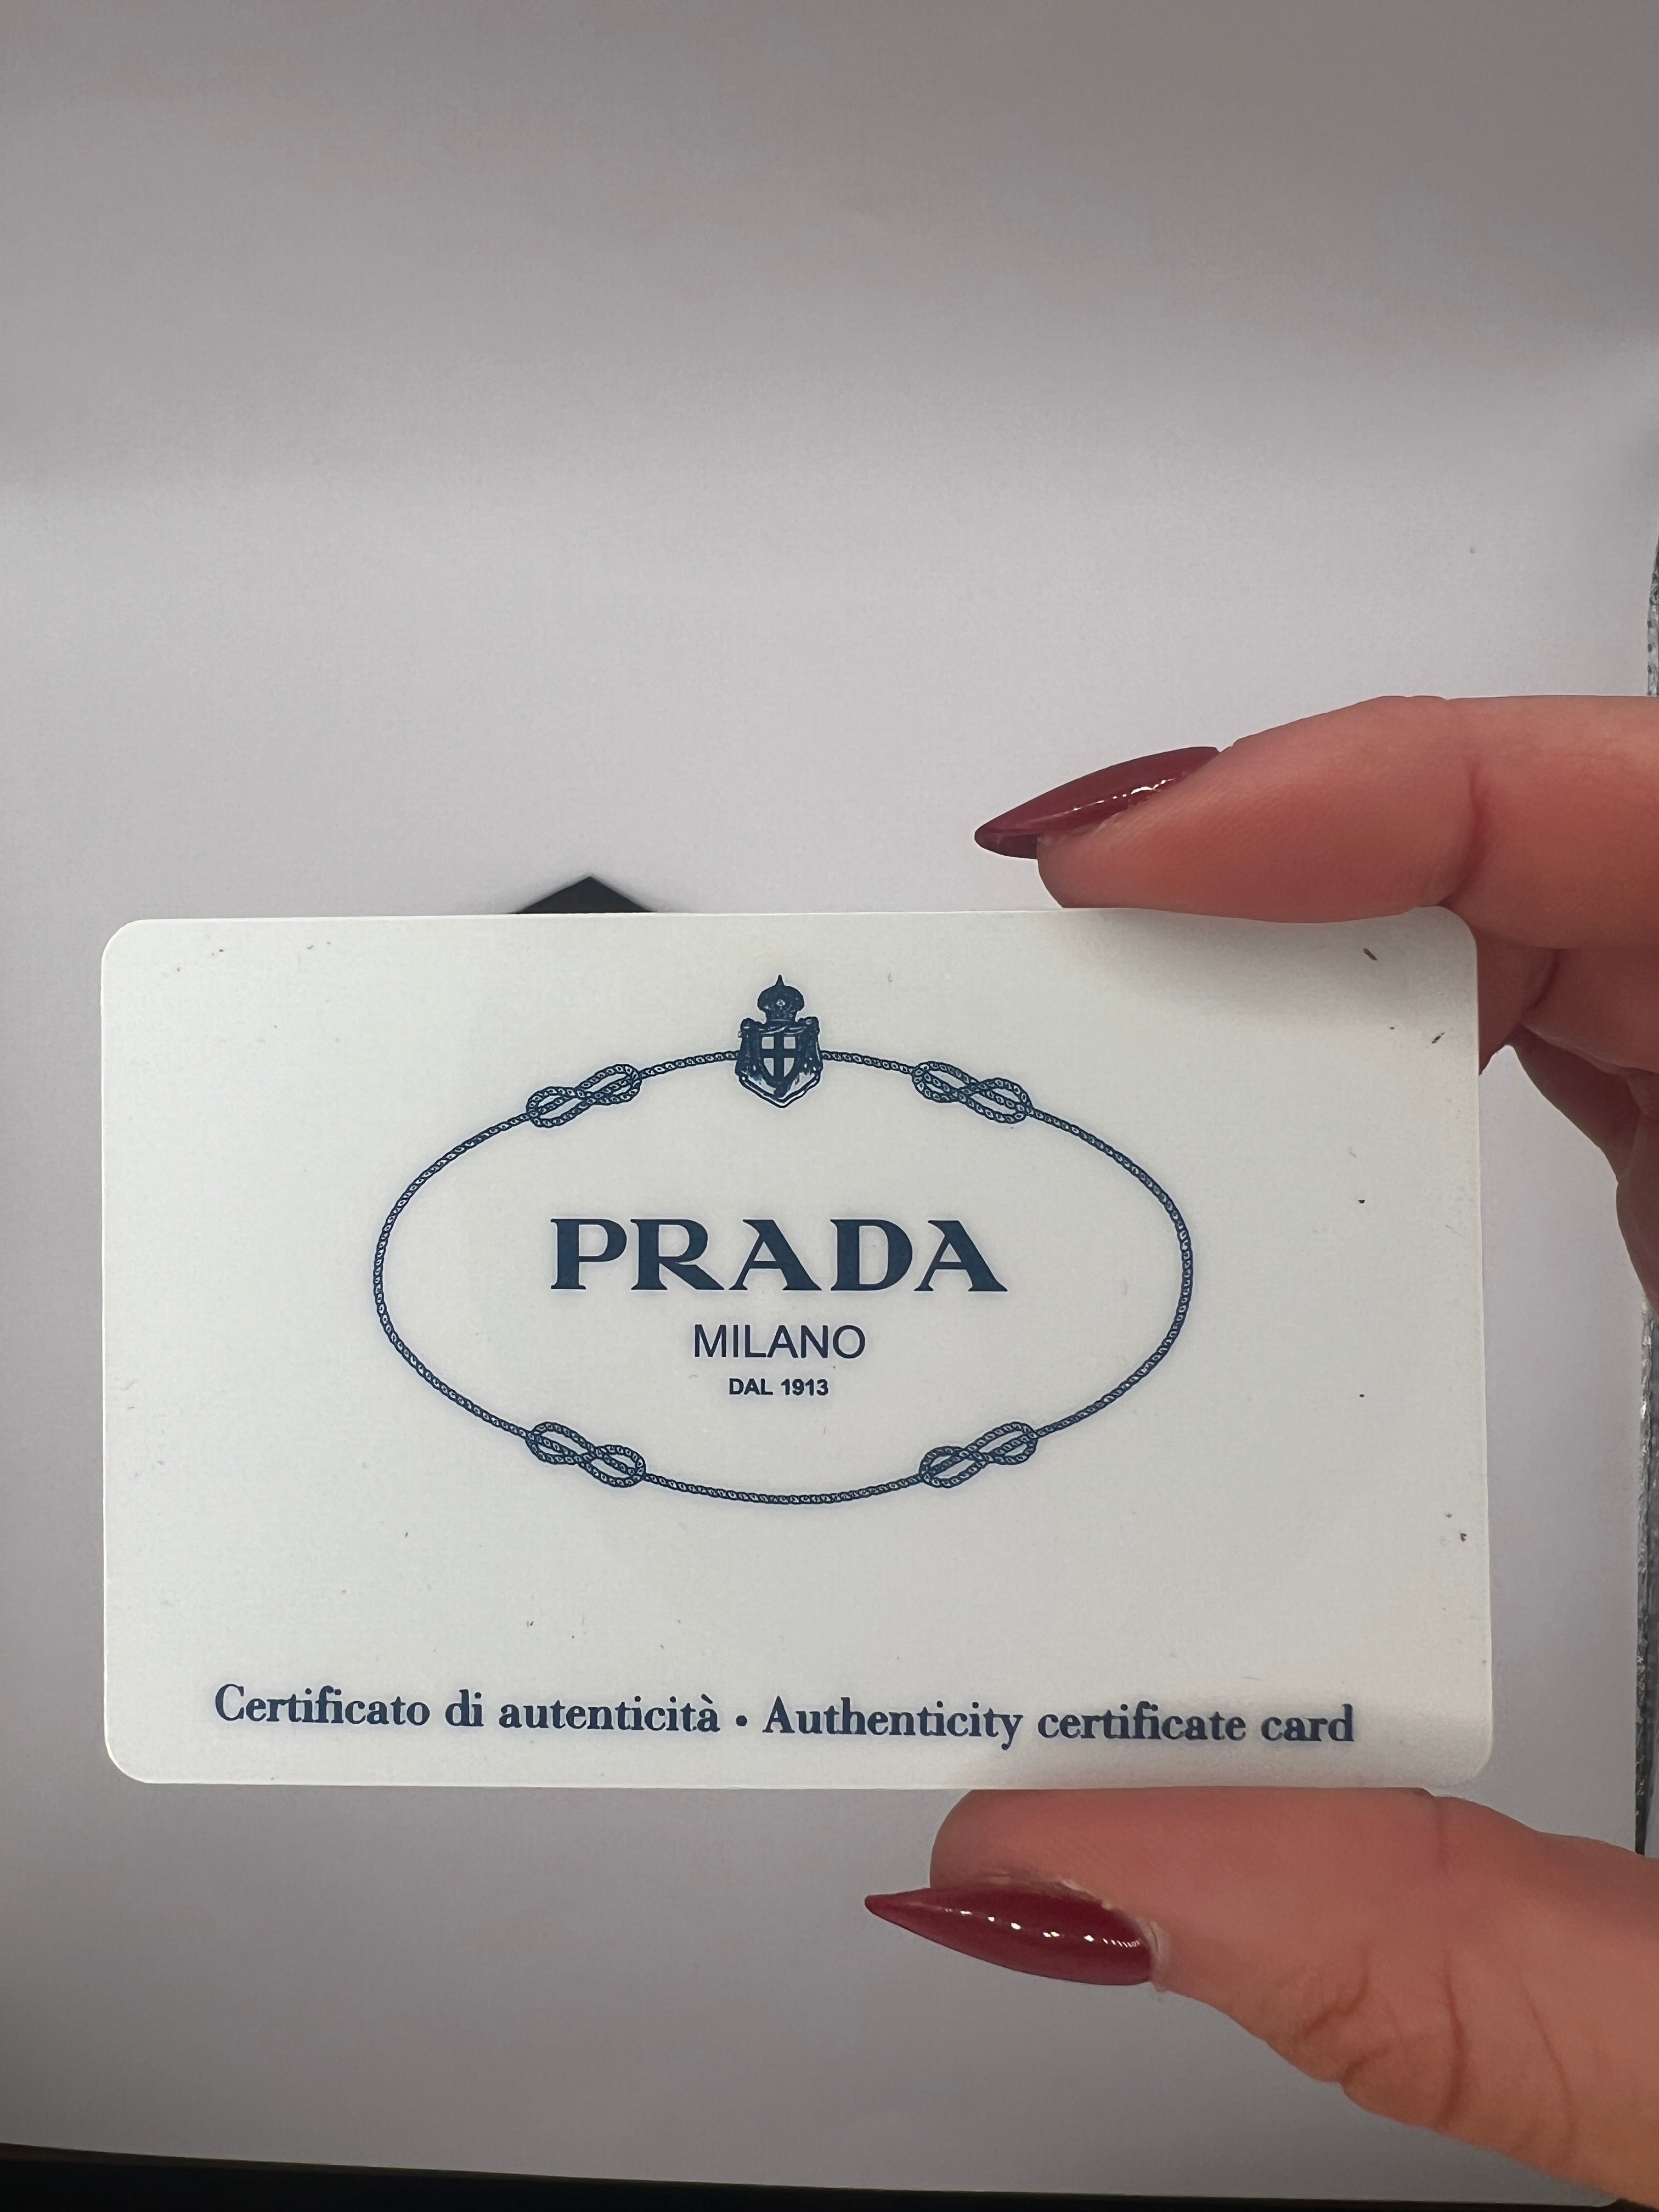 PRADA
MILANO
DAL 1913
Certificato di autenticità • Authenticity certificate card